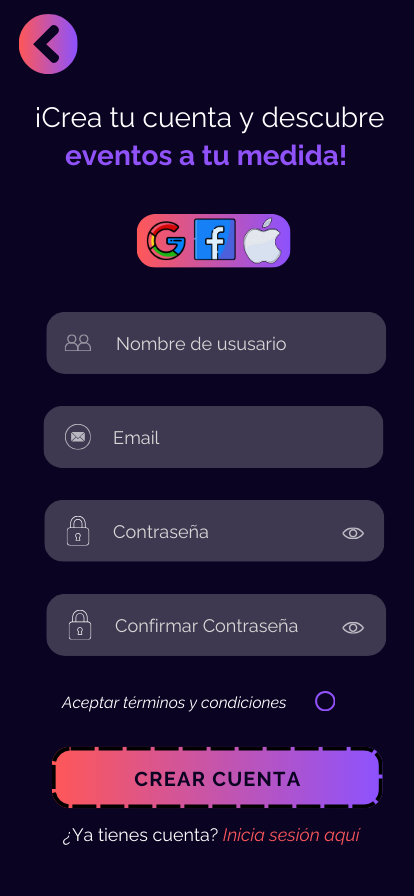 ¡Crea tu cuenta y descubre
eventos a tu medida!
Nombre de ususario
Email
Contraseña
Confirmar Contraseña
Aceptar términos y condiciones
CREAR CUENTA
¿Ya tienes cuenta? Inicia sesión aquí